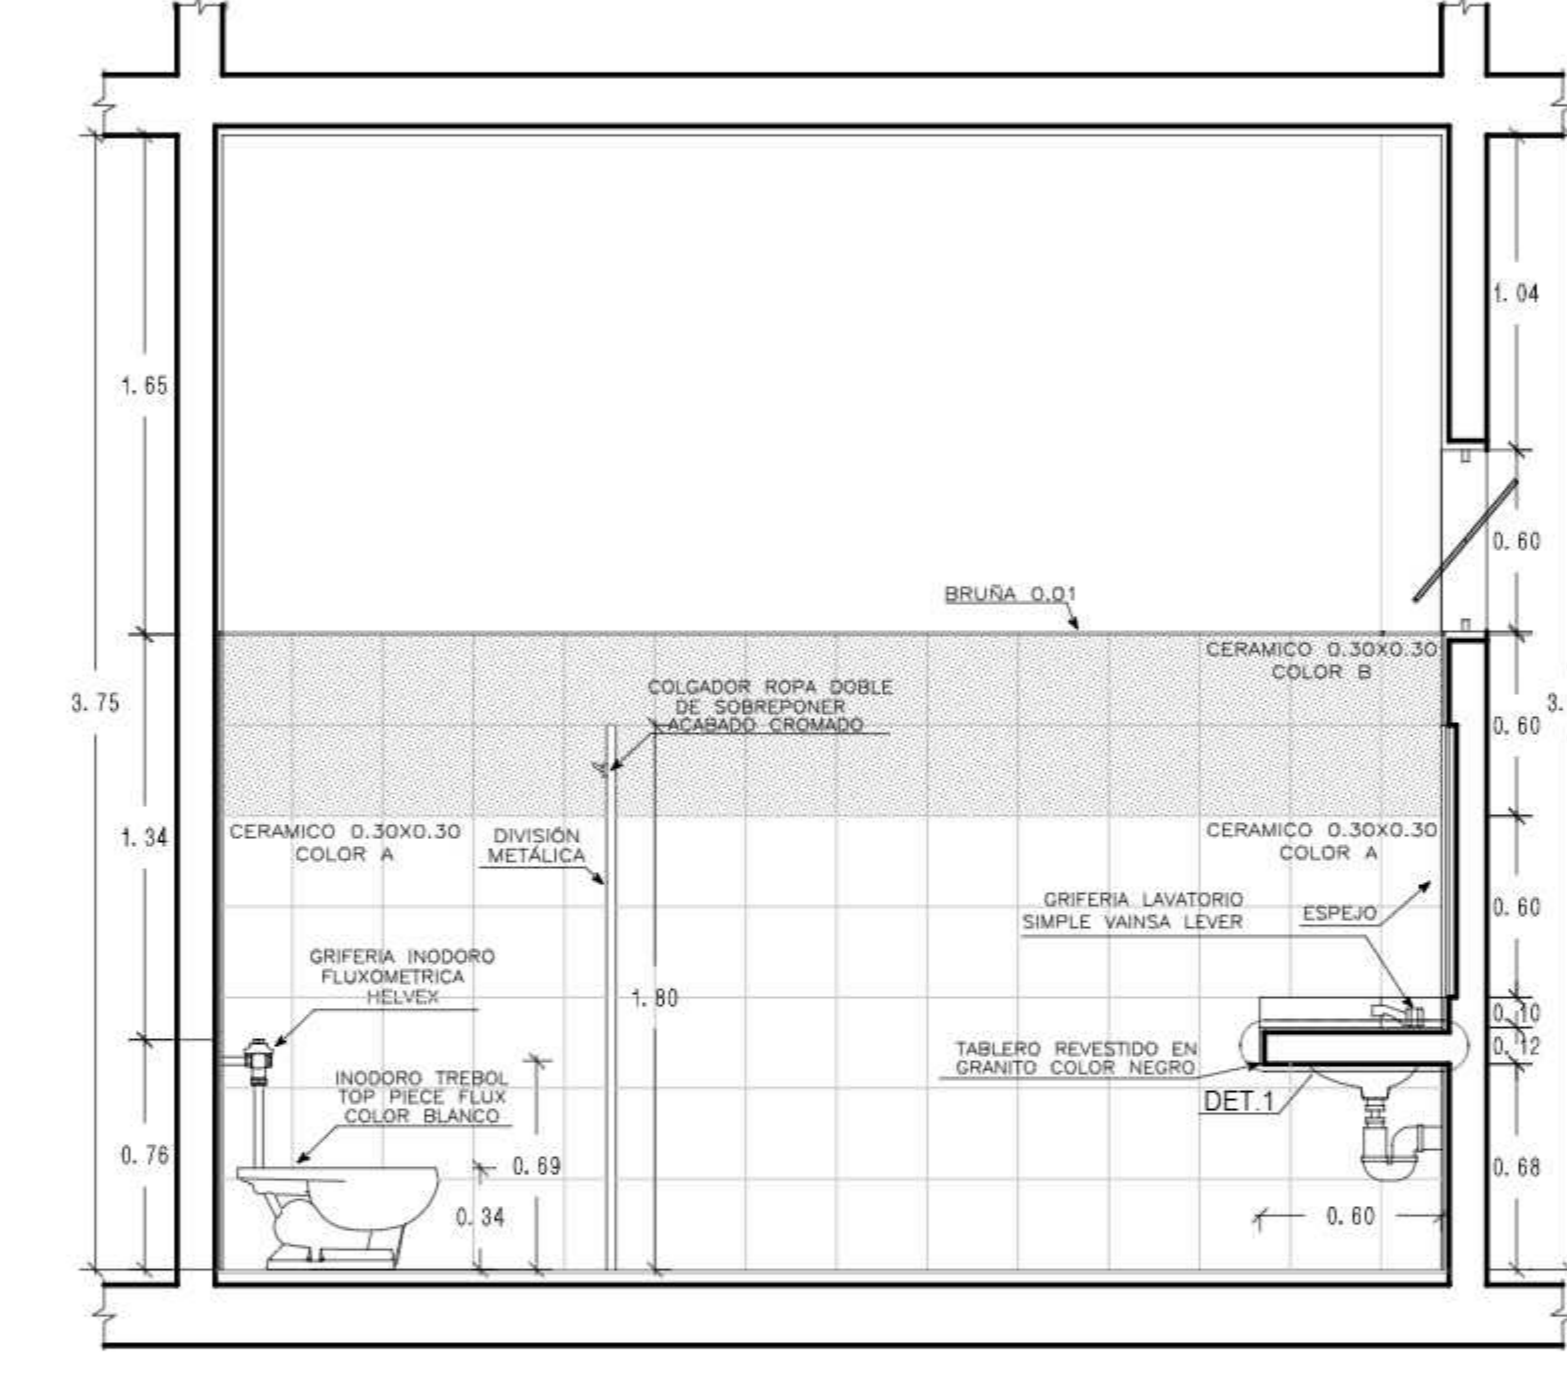 1.04
1.65
0.60
BRUÑA 0.01
CERAMICO 0.30X0.30
COLOR B
COLGADOR ROPA DOBLE
DE SOBREPONER
ACABADO CROMADO
3.75
0.60
3.
CERAMICO 0.30X0.30
COLOR A
DIVISIÓN
METÁLICA
1.34
CERAMICO 0.30X0.30
COLOR A
GRIFERIA LAVATORIO
SIMPLE VAINSA LEVER
ESPEJO
0.60
GRIFERIA INODORO
FLUXOMETRICA
HELVEX
1.80
0.10
0.12
TABLERO REVESTIDO EN
GRANITO COLOR NEGRO
DET.1
INODORO TREBOL
TOP PIECE FLUX
COLOR BLANCO
0.76
0.69
0.68
0.34
0.60